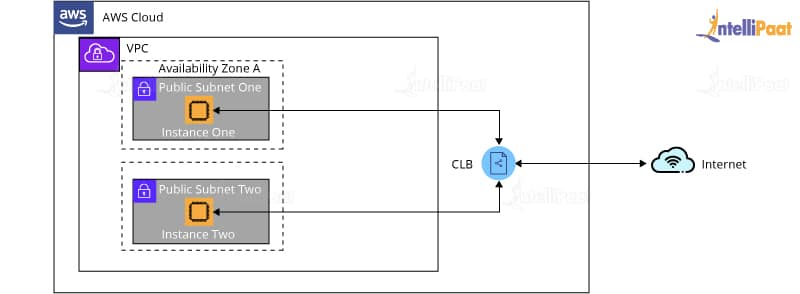 aws
AWS Cloud
INTELLIPAAT
VPC
Availability Zone A
Public Subnet One
Instance One
CLB
Internet
Public Subnet Two
Instance Two